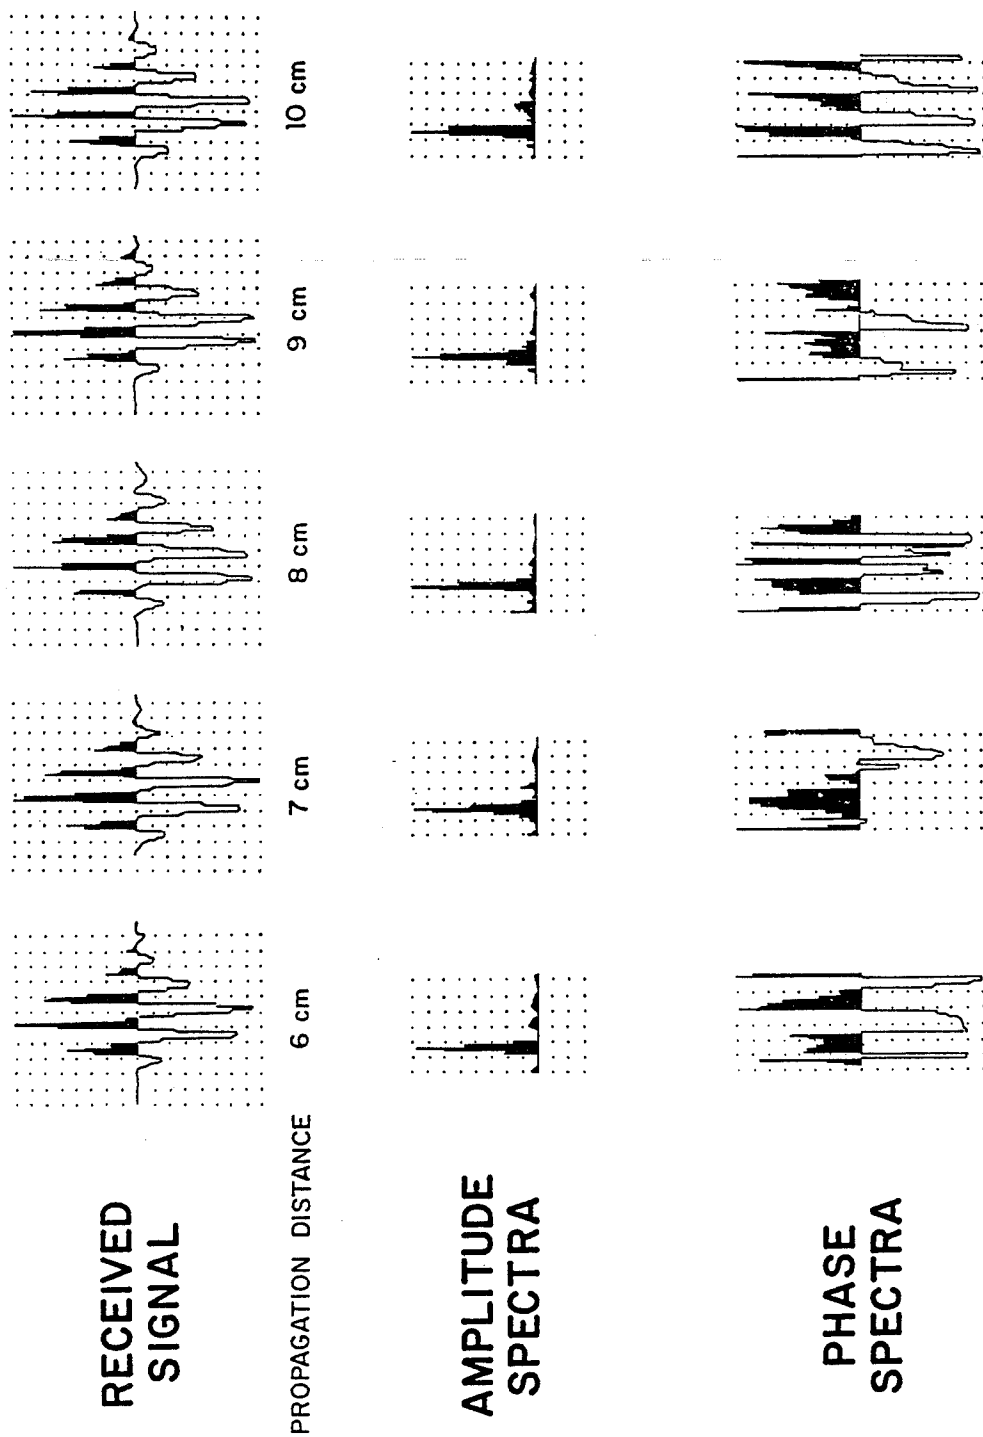 RECEIVED
SIGNAL
PROPAGATION DISTANCE
6 cm
7 cm
8 cm
9 cm
10 cm
AMPLITUDE
SPECTRA
PHASE
SPECTRA